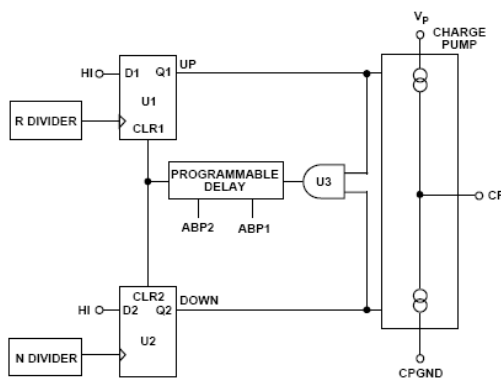 VP
CHARGE
PUMP
HI
D1
Q1
UP
U1
R DIVIDER
CLR1
PROGRAMMABLE
DELAY
U3
ABP2
ABP1
CP
CLR2
HI
D2
Q2
DOWN
U2
N DIVIDER
CPGND